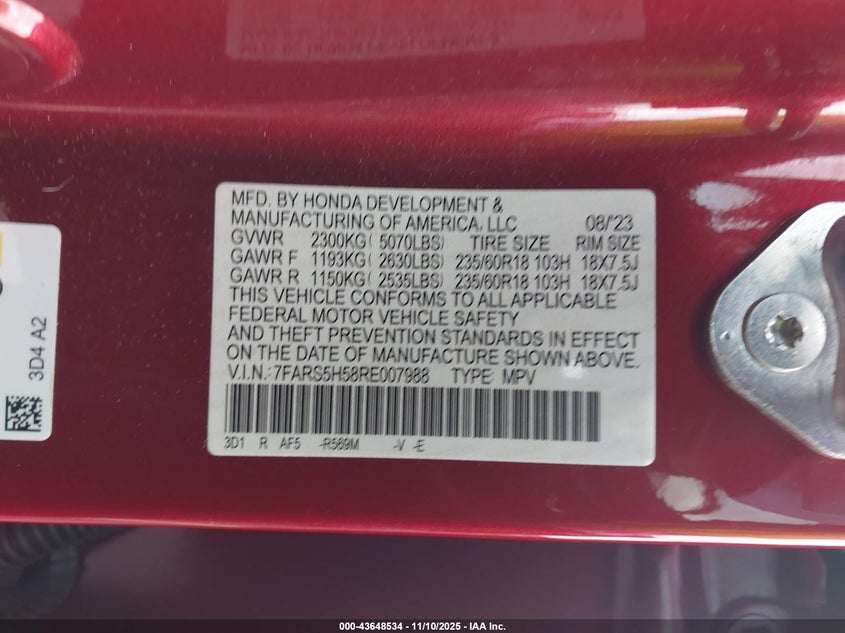 MFD. BY HONDA DEVELOPMENT &
MANUFACTURING OF AMERICA, LLC 08/'23
GVWR 2300KG( 5070LBS) TIRE SIZE RIM SIZE
GAWR F 1193KG( 2630LBS) 235/60R18 103H 18X7.5J
GAWR R 1150KG( 2535LBS) 235/60R18 103H 18X7.5J
THIS VEHICLE CONFORMS TO ALL APPLICABLE
FEDERAL MOTOR VEHICLE SAFETY
AND THEFT PREVENTION STANDARDS IN EFFECT
ON THE DATE OF MANUFACTURE SHOWN ABOVE.
V.I.N.:7FARS5H58RE007988 TYPE: MPV
3D1 R AF5 -R569M -V -E
3D4 A2
000-43648534 - 11/10/2025 - IAA Inc.